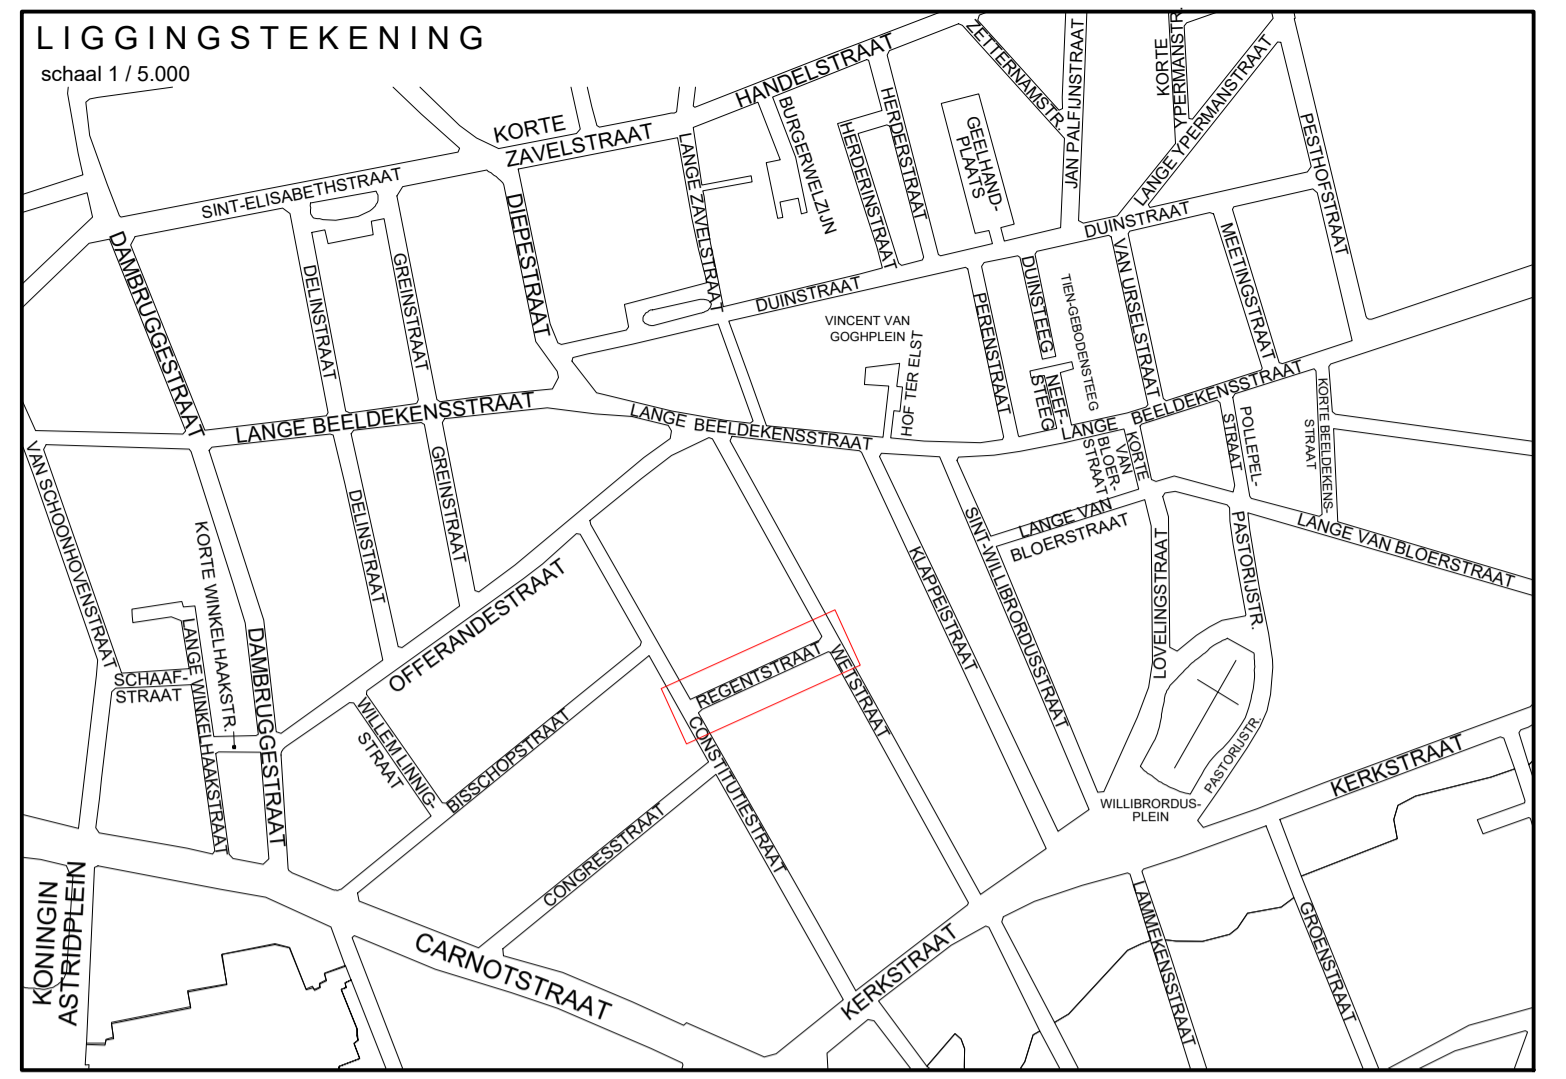 LIGGINGSTEKENING
schaal 1 / 5.000
HANDELSTRAAT
ZETTERNAMSTR.
JAN PALFIJNSTRAAT
KORTE
YPERMANSTR.
LANGE YPERMANSTRAAT
PESTHOFSTRAAT
KORTE
ZAVELSTRAAT
LANGE ZAVELSTRAAT
BURGERWELZIJN
HERDERINSTRAAT
HERDERSTRAAT
GEELHAND-
PLAATS
SINT-ELISABETHSTRAAT
DIEPESTRAAT
DUINSTRAAT
DUINSTRAAT
DAMBRUGGESTRAAT
DELINSTRAAT
GREINSTRAAT
VINCENT VAN
GOGHPLEIN
HOF TER ELST
PERENSTRAAT
DUINSTEEG
TIEN-GEBODENSTEEG
NEEF-
STEEG
VAN URSELSTRAAT
MEETINGSTRAAT
LANGE BEELDEKENSSTRAAT
LANGE BEELDEKENSSTRAAT
LANGE BEELDEKENSSTRAAT
KORTE BEELDEKENS-
STRAAT
POLLEPEL-
STRAAT
KORTE
VAN
BLOER-
STRAAT
VAN SCHOONHOVENSTRAAT
KORTE WINKELHAAKSTR.
DELINSTRAAT
GREINSTRAAT
OFFERANDESTRAAT
KLAPPEISTRAAT
SINT-WILLIBRORDUSSTRAAT
LANGE VAN
BLOERSTRAAT
LANGE VAN BLOERSTRAAT
LOVELINGSTRAAT
PASTORIJSTR.
SCHAAF-
STRAAT
LANGE WINKELHAAKSTRAAT
DAMBRUGGESTRAAT
WILLEM LINNIG-
STRAAT
BISSCHOPSTRAAT
REGENTSTRAAT
WETSTRAAT
CONSTITUTIESTRAAT
CONGRESSTRAAT
PASTORIJSTR.
WILLIBRORDUS-
PLEIN
KERKSTRAAT
KONINGIN
ASTRIDPLEIN
CARNOTSTRAAT
KERKSTRAAT
LAMMEKENSSTRAAT
GROENSTRAAT